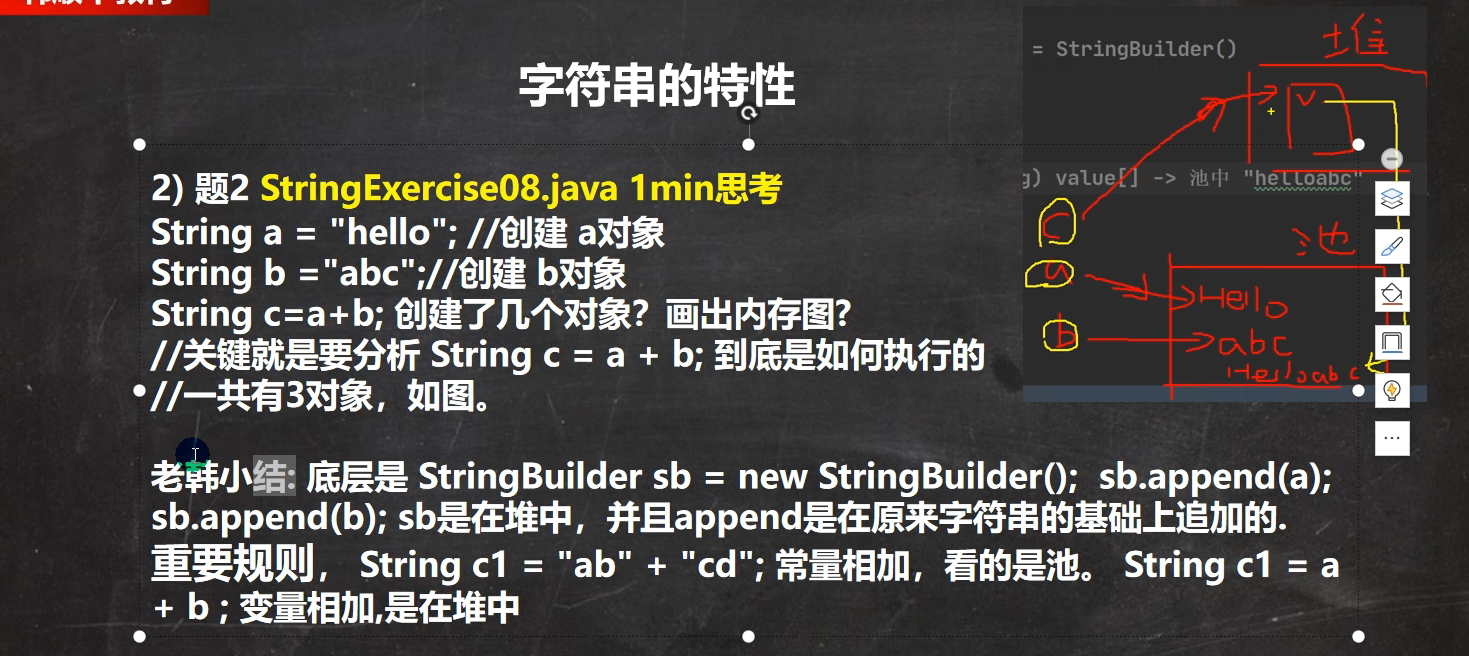 字符串的特性
= StringBuilder()
堆
v
g) value[] -> 池中 "helloabc"
c
池
a
Hello
b
abc
Helloabc
2) 题2 StringExercise08.java 1min思考
String a = "hello"; //创建 a对象
String b ="abc";//创建 b对象
String c=a+b; 创建了几个对象？画出内存图?
//关键就是要分析 String c = a + b; 到底是如何执行的
//一共有3对象，如图。
老韩小结: 底层是 StringBuilder sb = new StringBuilder(); sb.append(a);
sb.append(b); sb是在堆中，并且append是在原来字符串的基础上追加的.
重要规则， String c1 = "ab" + "cd"; 常量相加，看的是池。 String c1 = a
+ b ; 变量相加,是在堆中